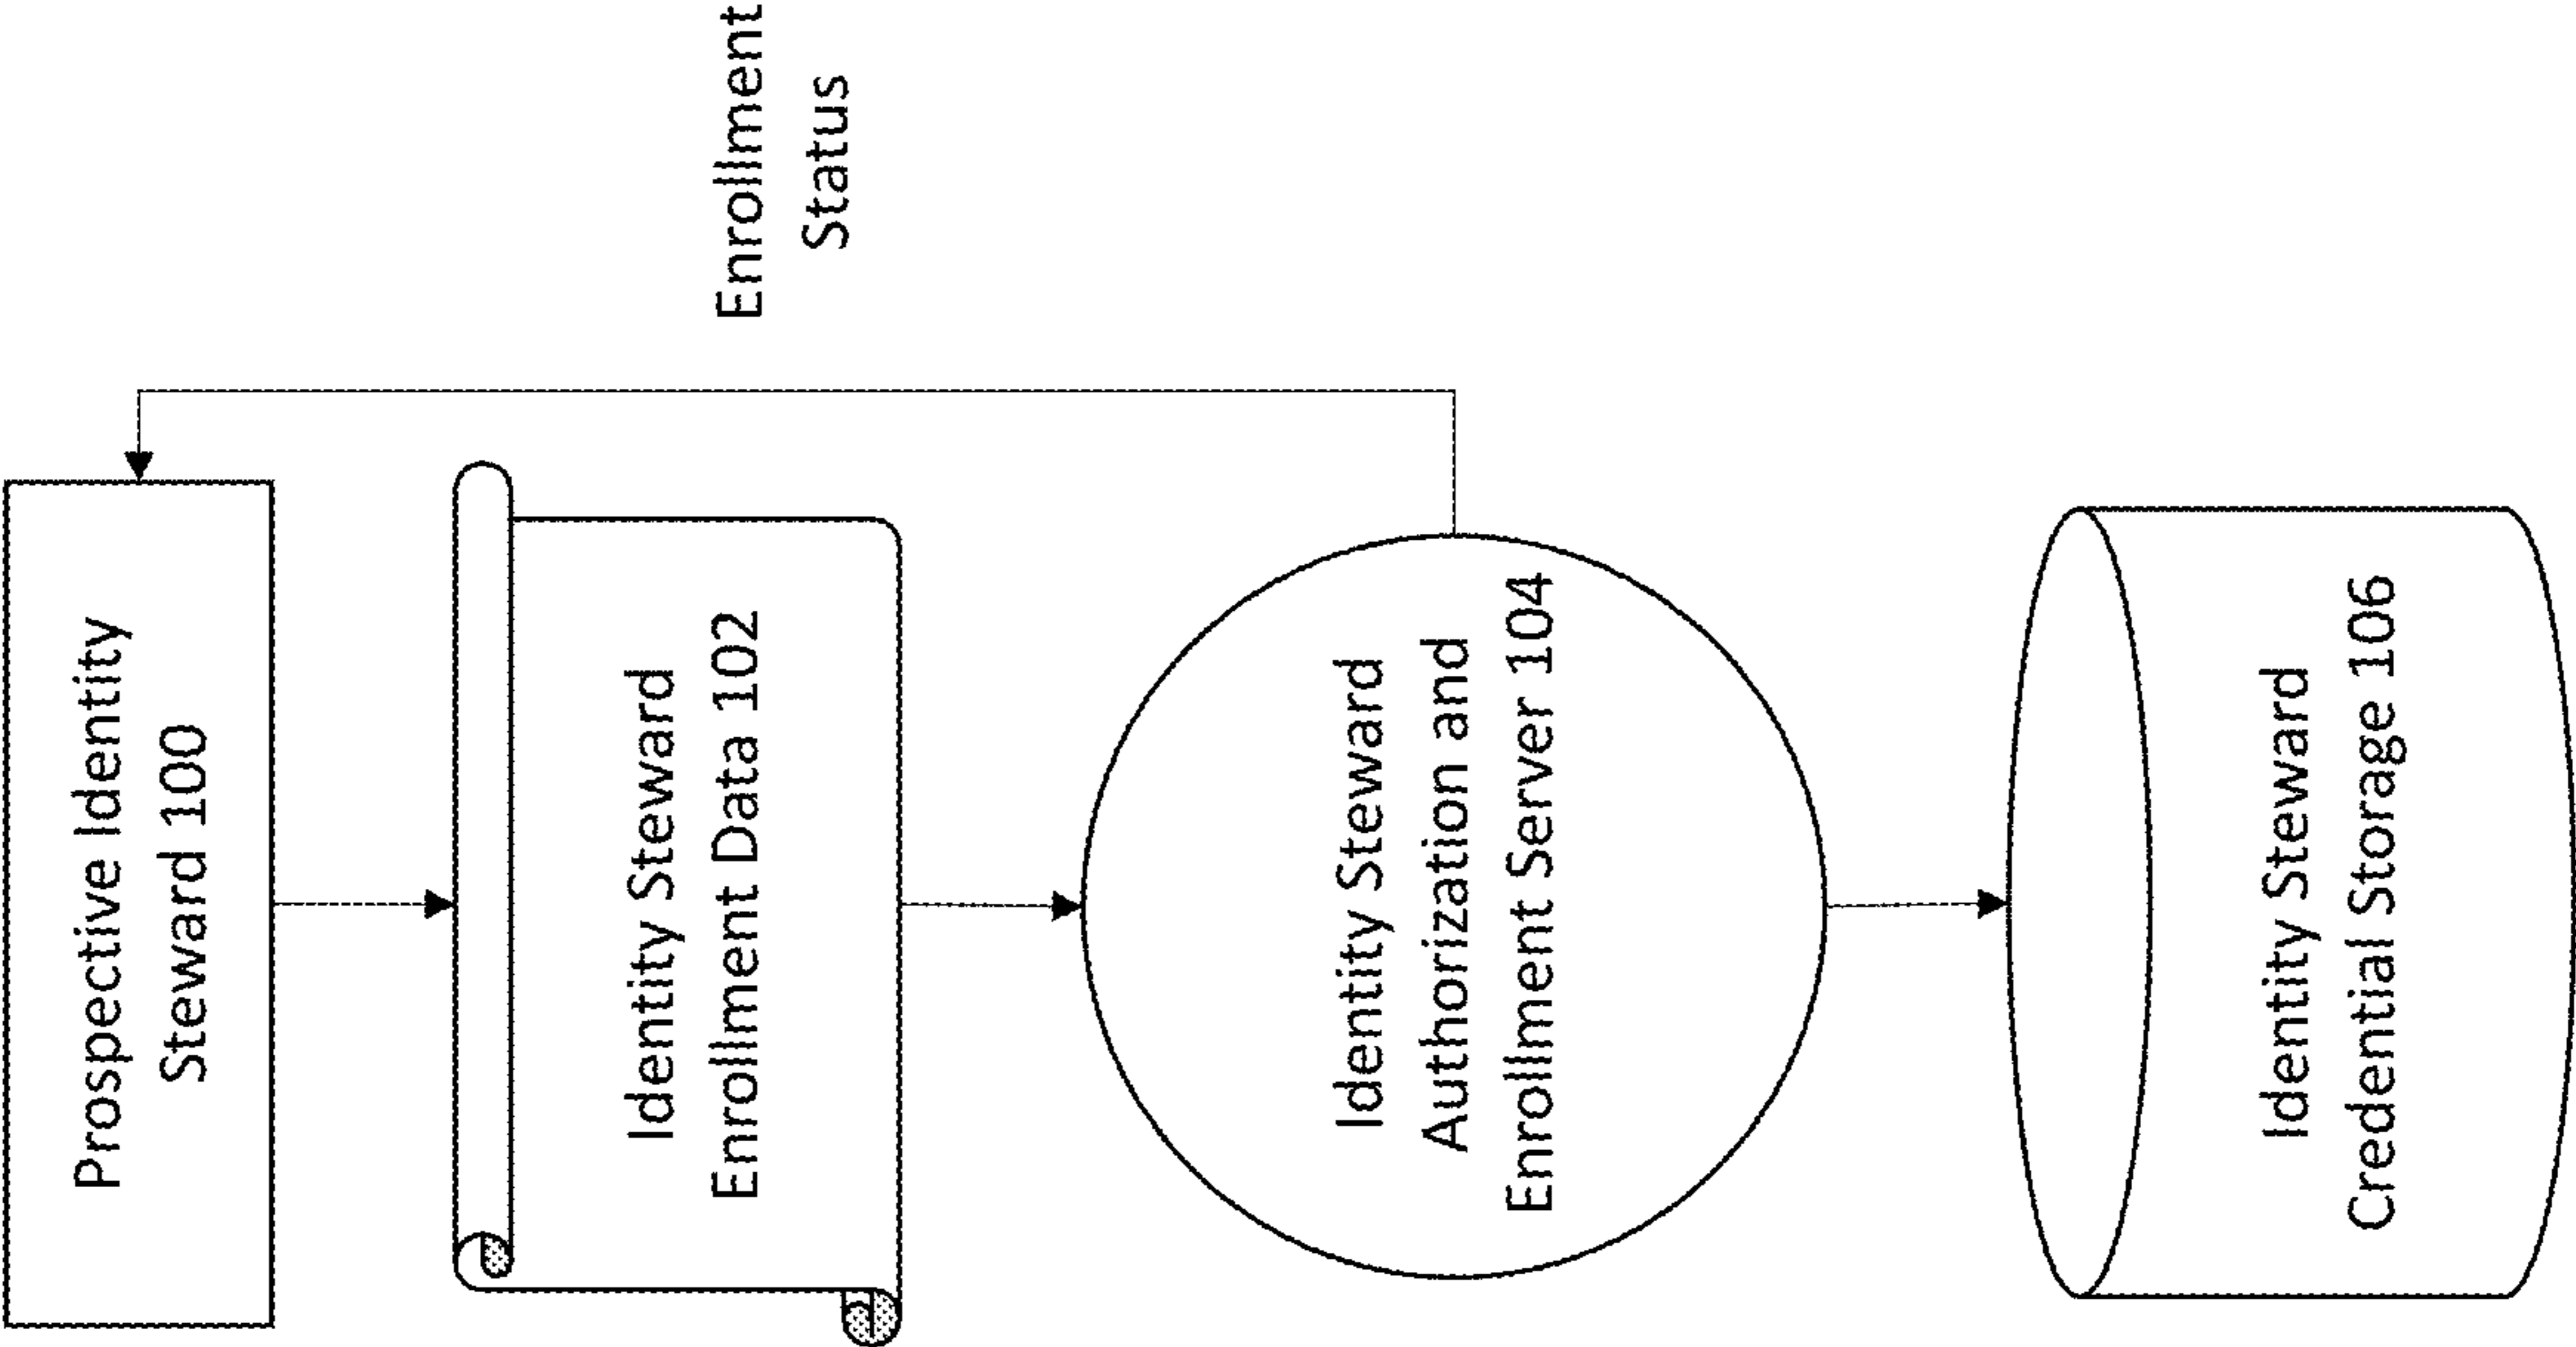 Prospective Identity
Steward 100
Identity Steward
Enrollment Data 102
Enrollment
Status
Identity Steward
Authorization and
Enrollment Server 104
Identity Steward
Credential Storage 106